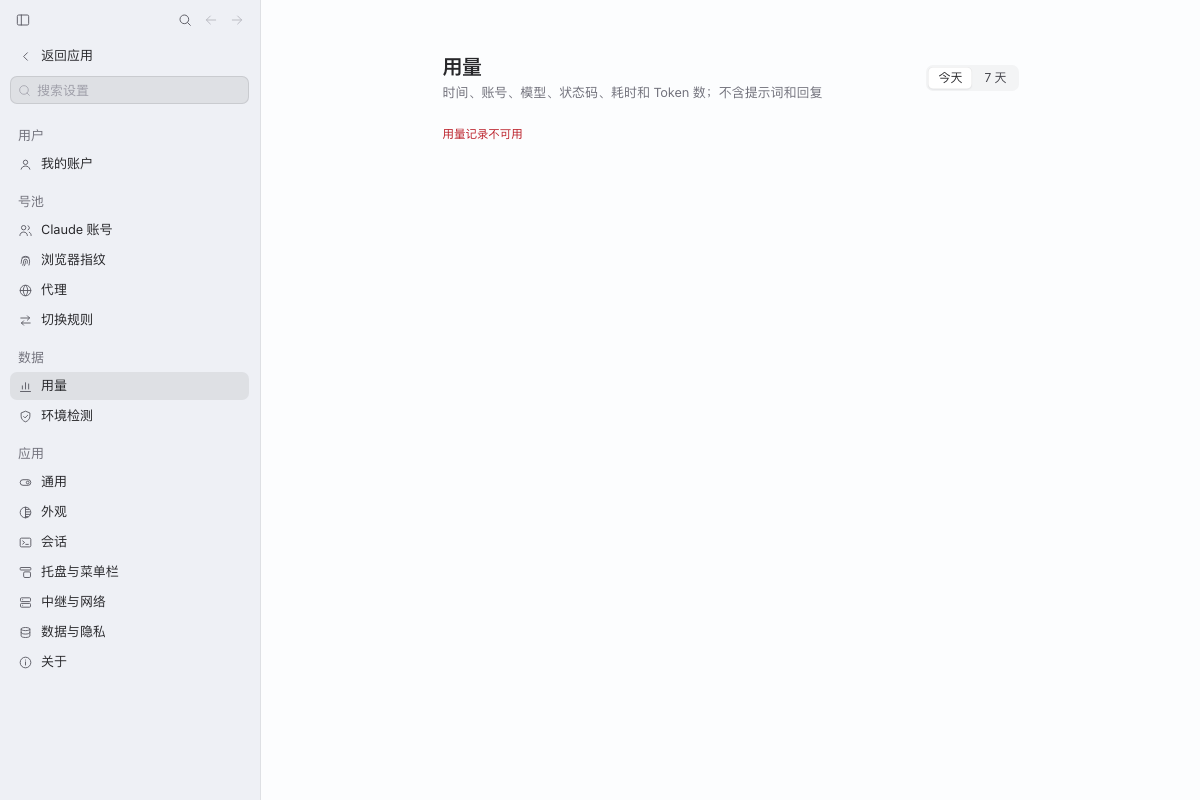 返回应用
搜索设置
用户
我的账户
号池
Claude 账号
浏览器指纹
代理
切换规则
数据
用量
环境检测
应用
通用
外观
会话
托盘与菜单栏
中继与网络
数据与隐私
关于
用量
时间、账号、模型、状态码、耗时和 Token 数；不含提示词和回复
今天 7 天
用量记录不可用